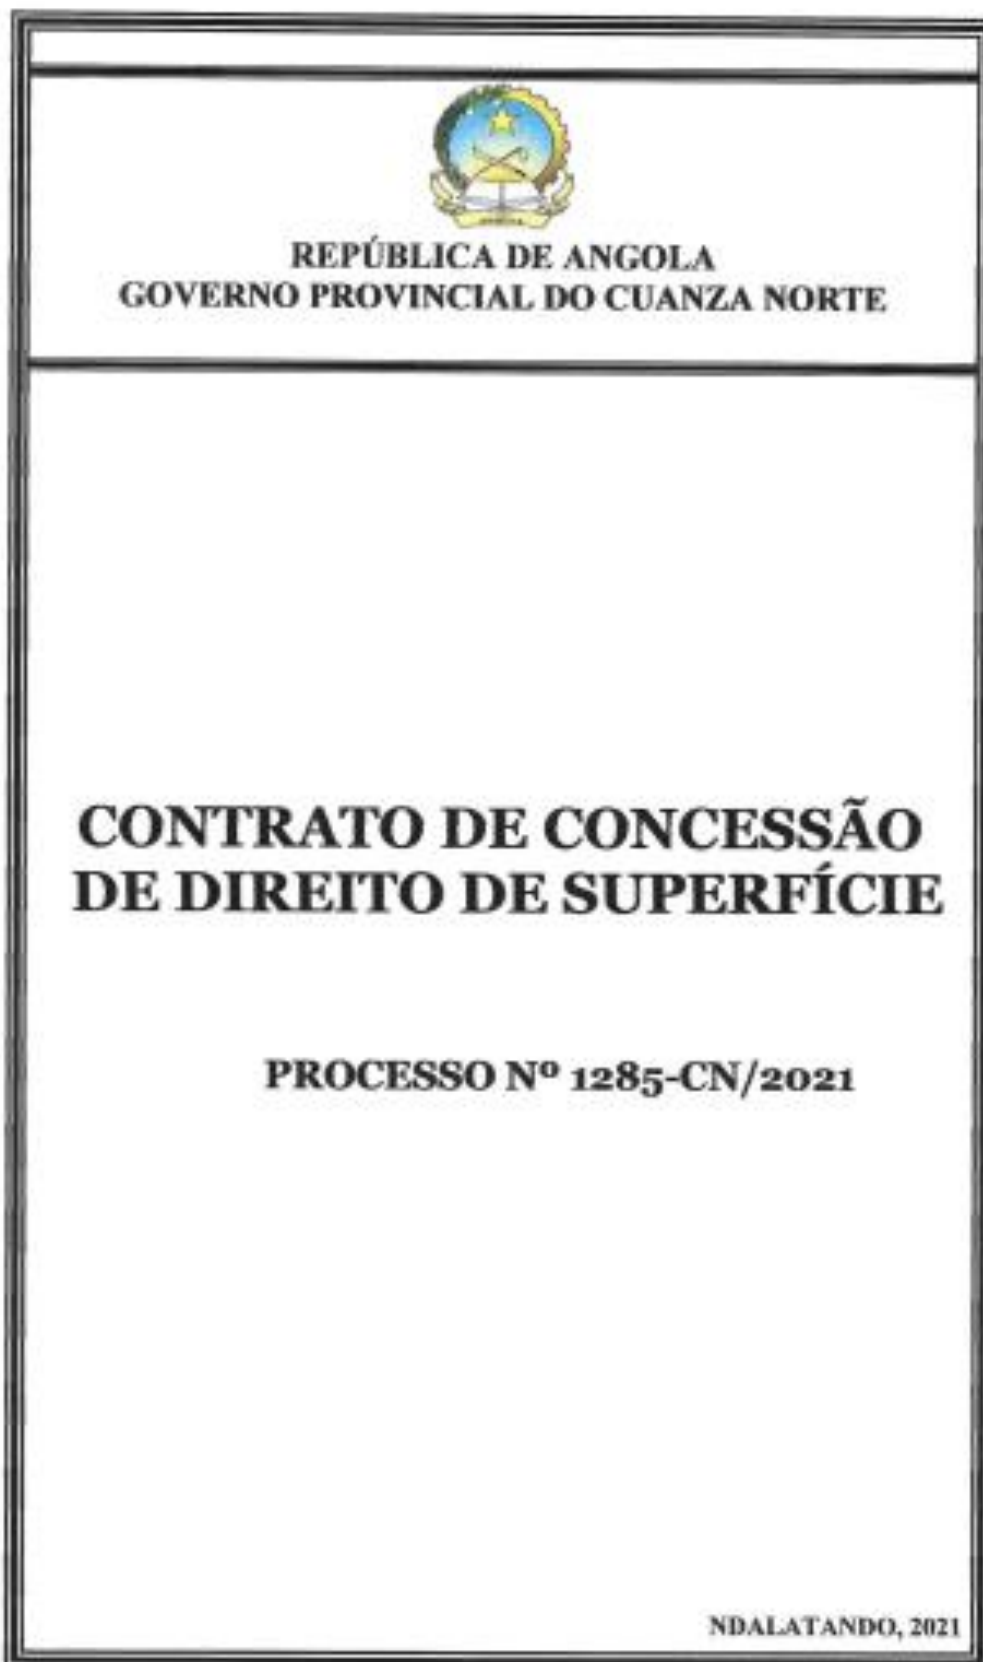 REPÚBLICA DE ANGOLA
GOVERNO PROVINCIAL DO CUANZA NORTE
CONTRATO DE CONCESSÃO
DE DIREITO DE SUPERFÍCIE
PROCESSO Nº 1285-CN/2021
NDALATANDO, 2021